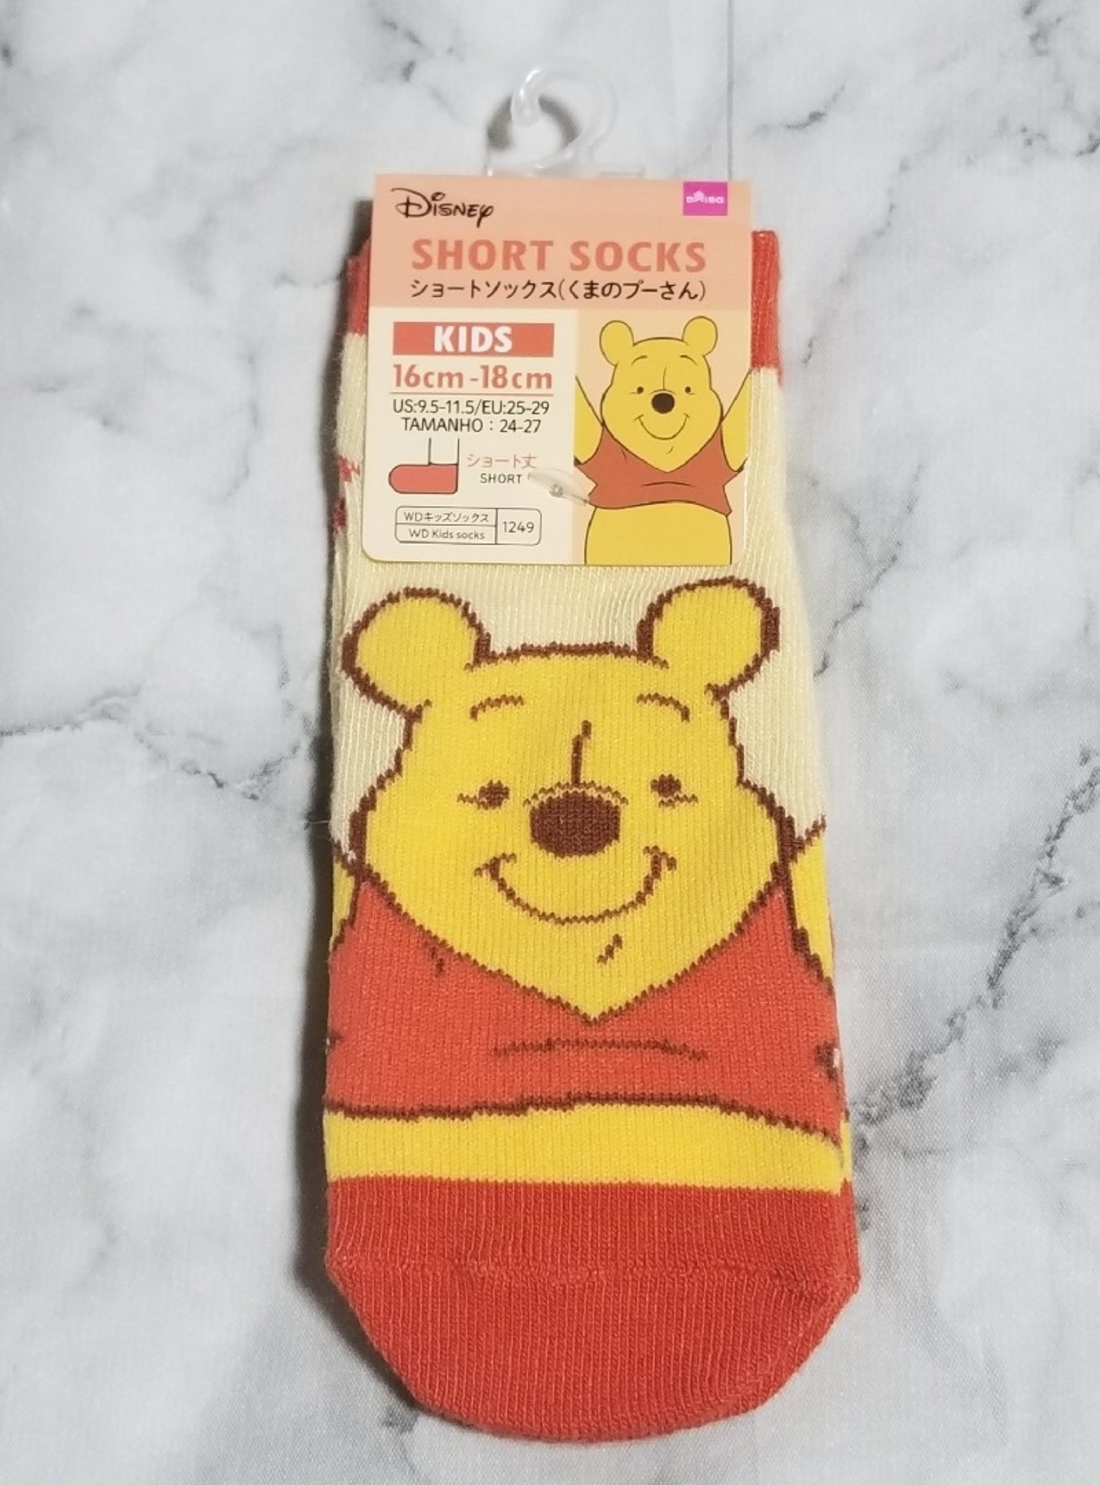 Disney
DAISO
SHORT SOCKS
ショートソックス(くまのプーさん)
KIDS
16cm-18cm
US:9.5-11.5/EU:25-29
TAMANHO：24-27
ショート丈
SHORT
WDキッズソックス
WD Kids socks
1249